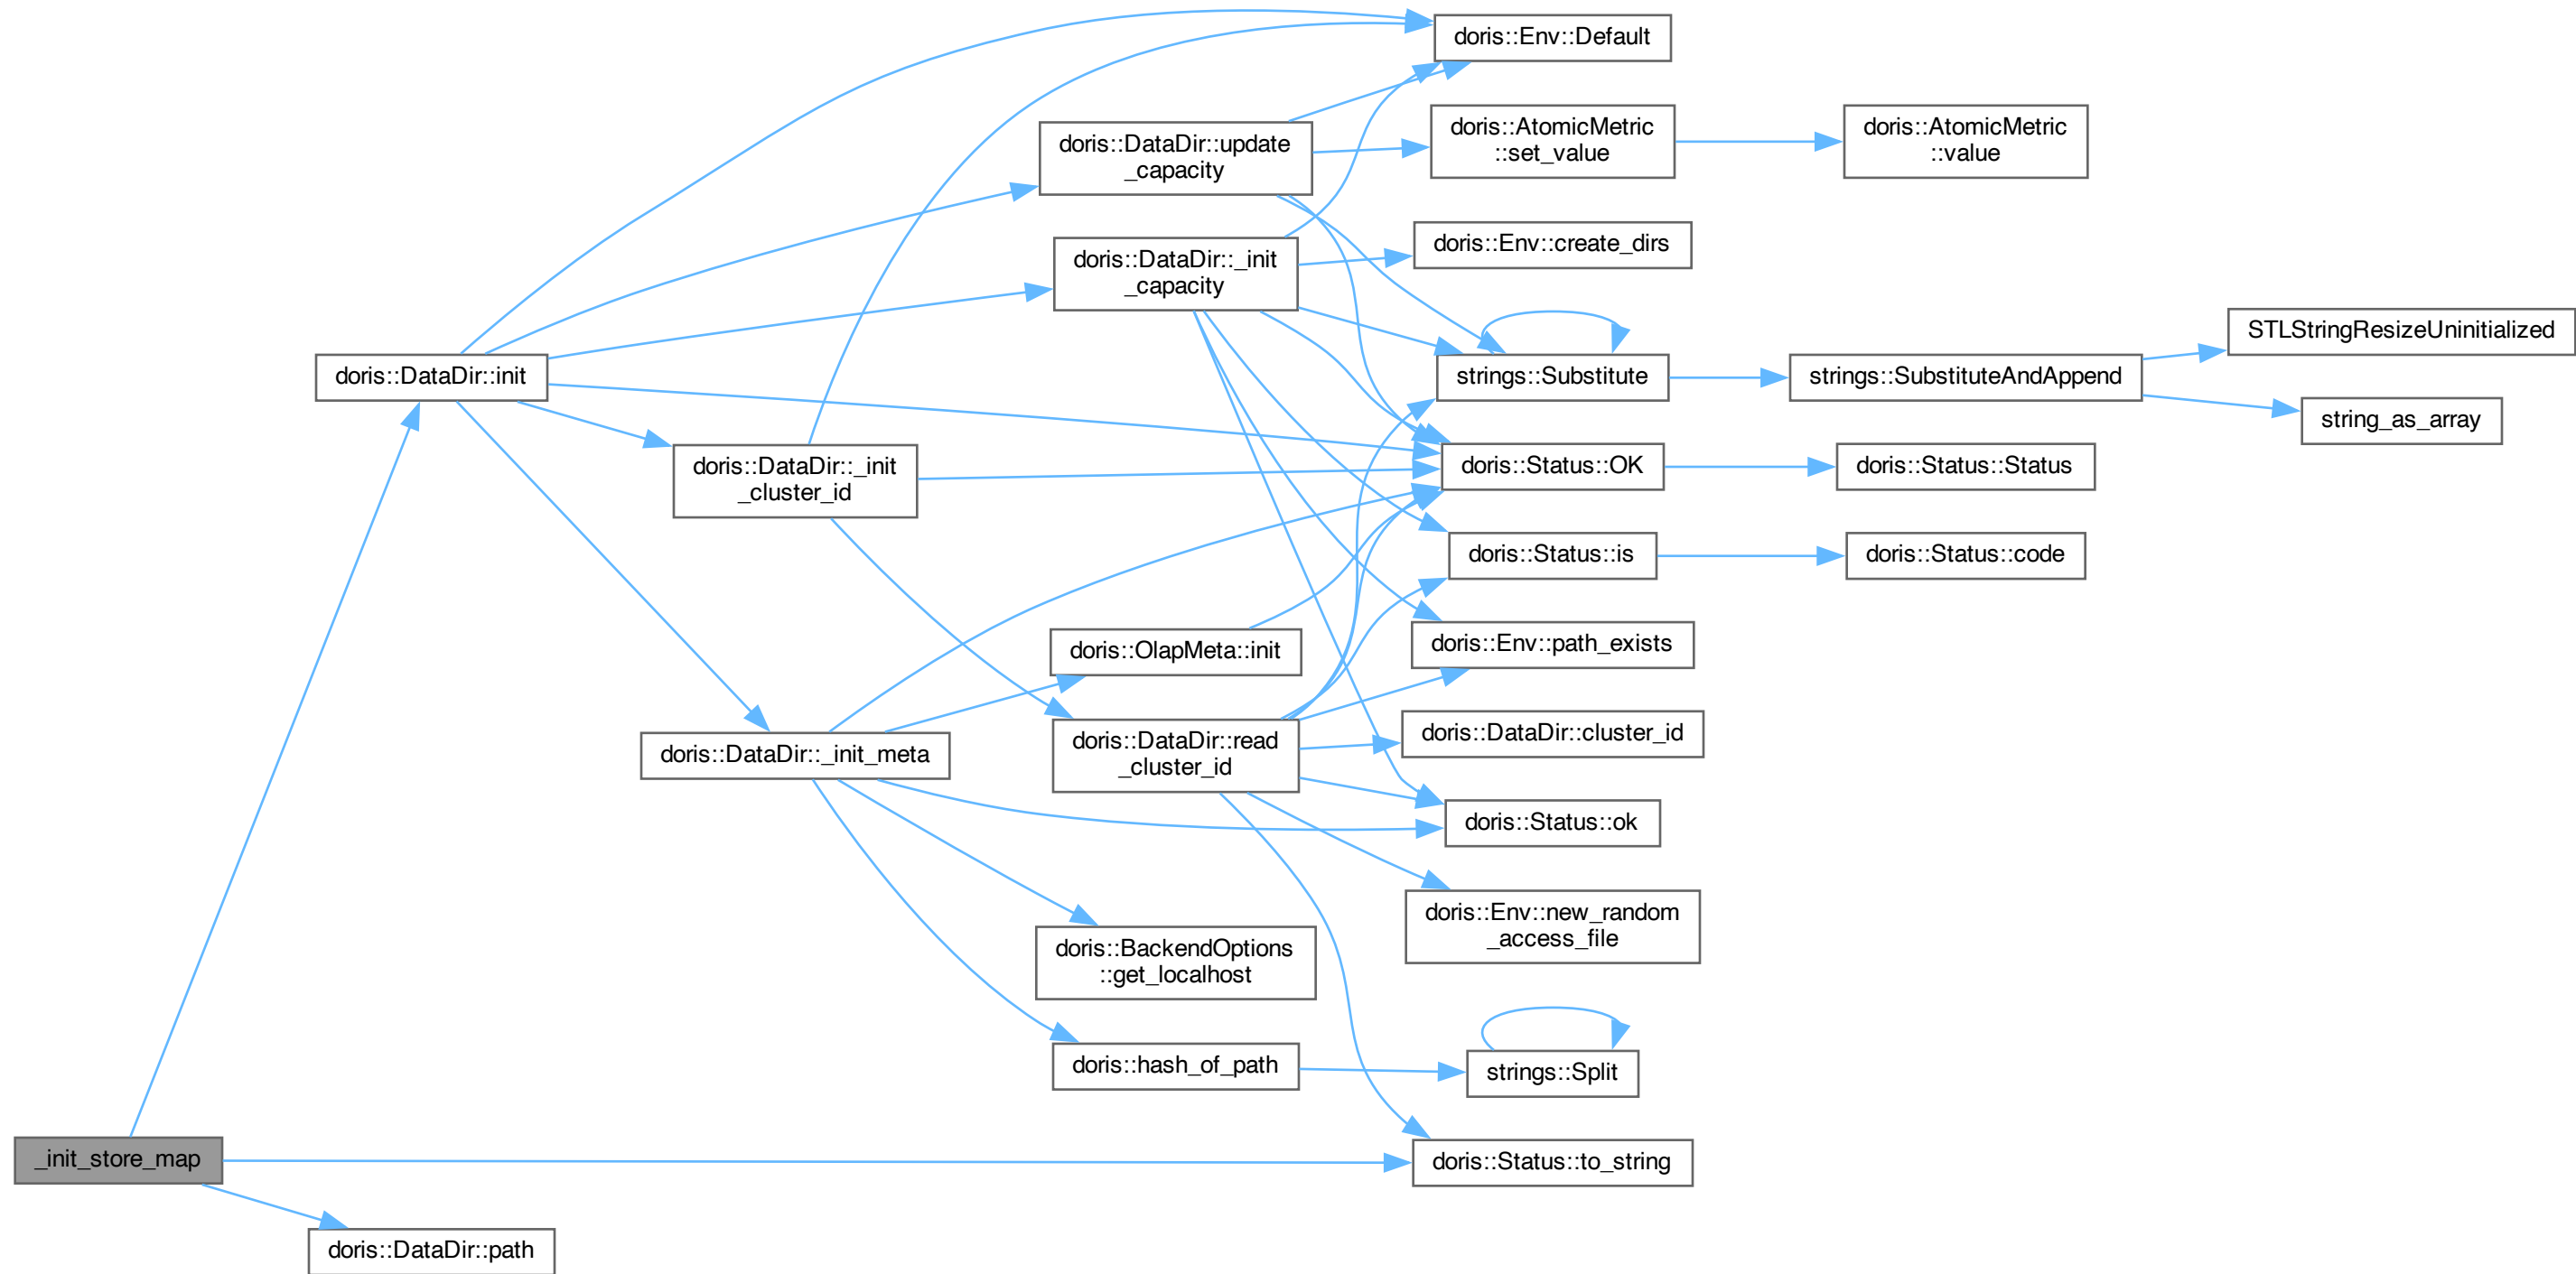 doris::Env::Default
doris::DataDir::update
_capacity
doris::AtomicMetric
::set_value
doris::AtomicMetric
::value
doris::DataDir::_init
_capacity
doris::Env::create_dirs
STLStringResizeUninitialized
doris::DataDir::init
strings::Substitute
strings::SubstituteAndAppend
string_as_array
doris::DataDir::_init
_cluster_id
doris::Status::OK
doris::Status::Status
doris::Status::is
doris::Status::code
doris::OlapMeta::init
doris::Env::path_exists
doris::DataDir::_init_meta
doris::DataDir::read
_cluster_id
doris::DataDir::cluster_id
doris::Status::ok
doris::Env::new_random
_access_file
doris::BackendOptions
::get_localhost
doris::hash_of_path
strings::Split
_init_store_map
doris::Status::to_string
doris::DataDir::path